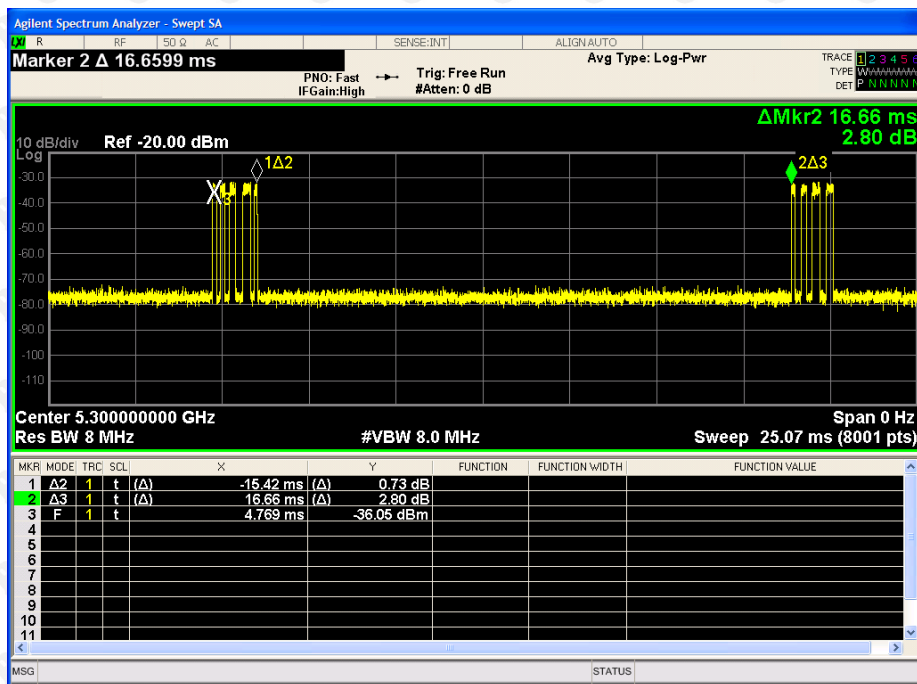 Agilent Spectrum Analyzer - Swept SA
LXI R RF 50 Ω AC SENSE:INT ALIGN AUTO
Marker 2 Δ 16.6599 ms
Avg Type: Log-Pwr
TRACE 1 2 3 4 5 6
PNO: Fast Trig: Free Run
TYPE
IFGain:High #Atten: 0 dB
DET P N N N N N
ΔMkr2 16.66 ms
10 dB/div Ref -20.00 dBm 2.80 dB
Log
1Δ2 2Δ3
-30.0
3
-40.0
-50.0
-60.0
-70.0
-80.0
-90.0
-100
-110
Center 5.300000000 GHz Span 0 Hz
Res BW 8 MHz #VBW 8.0 MHz Sweep 25.07 ms (8001 pts)
MKR MODE TRC SCL X Y FUNCTION FUNCTION WIDTH FUNCTION VALUE
1 Δ2 1 t (Δ) -15.42 ms (Δ) 0.73 dB
2 Δ3 1 t (Δ) 16.66 ms (Δ) 2.80 dB
3 F 1 t 4.769 ms -36.05 dBm
4
5
6
7
8
9
10
11
MSG STATUS